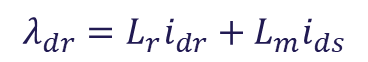 λ_dr = L_r i_dr + L_m i_ds